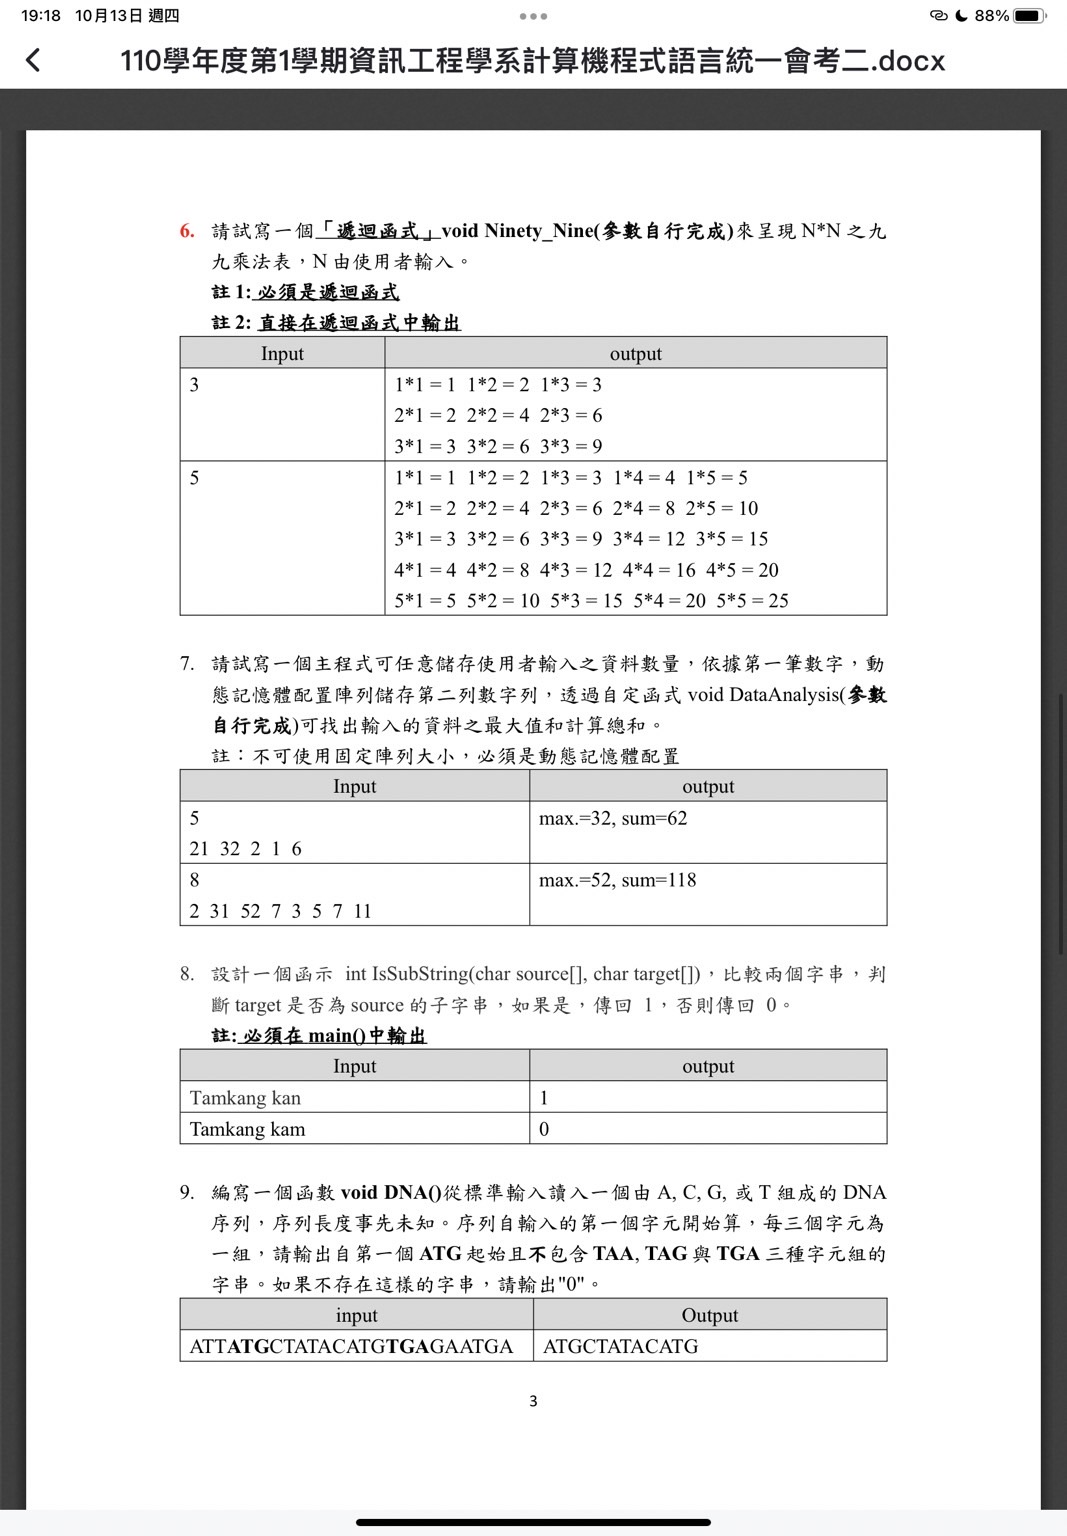 19:18 10月13日 週四
88%
110學年度第1學期資訊工程學系計算機程式語言統一會考二.docx
6. 請試寫一個「遞迴函式」void Ninety_Nine(參數自行完成)來呈現 N*N 之九
九乘法表，N 由使用者輸入。
註 1: 必須是遞迴函式
註 2: 直接在遞迴函式中輸出
Input output
3 1*1 = 1 1*2 = 2 1*3 = 3
2*1 = 2 2*2 = 4 2*3 = 6
3*1 = 3 3*2 = 6 3*3 = 9
5 1*1 = 1 1*2 = 2 1*3 = 3 1*4 = 4 1*5 = 5
2*1 = 2 2*2 = 4 2*3 = 6 2*4 = 8 2*5 = 10
3*1 = 3 3*2 = 6 3*3 = 9 3*4 = 12 3*5 = 15
4*1 = 4 4*2 = 8 4*3 = 12 4*4 = 16 4*5 = 20
5*1 = 5 5*2 = 10 5*3 = 15 5*4 = 20 5*5 = 25
7. 請試寫一個主程式可任意儲存使用者輸入之資料數量，依據第一筆數字，動
態記憶體配置陣列儲存第二列數字列，透過自定函式 void DataAnalysis(參數
自行完成)可找出輸入的資料之最大值和計算總和。
註：不可使用固定陣列大小，必須是動態記憶體配置
Input output
5 max.=32, sum=62
21 32 2 1 6
8 max.=52, sum=118
2 31 52 7 3 5 7 11
8. 設計一個函示 int IsSubString(char source[], char target[])，比較兩個字串，判
斷 target 是否為 source 的子字串，如果是，傳回 1，否則傳回 0。
註: 必須在 main()中輸出
Input output
Tamkang kan 1
Tamkang kam 0
9. 編寫一個函數 void DNA()從標準輸入讀入一個由 A, C, G, 或 T 組成的 DNA
序列，序列長度事先未知。序列自輸入的第一個字元開始算，每三個字元為
一組，請輸出自第一個 ATG 起始且不包含 TAA, TAG 與 TGA 三種字元組的
字串。如果不存在這樣的字串，請輸出"0"。
input Output
ATTATGCTATACATGTGAGAATGA ATGCTATACATG
3